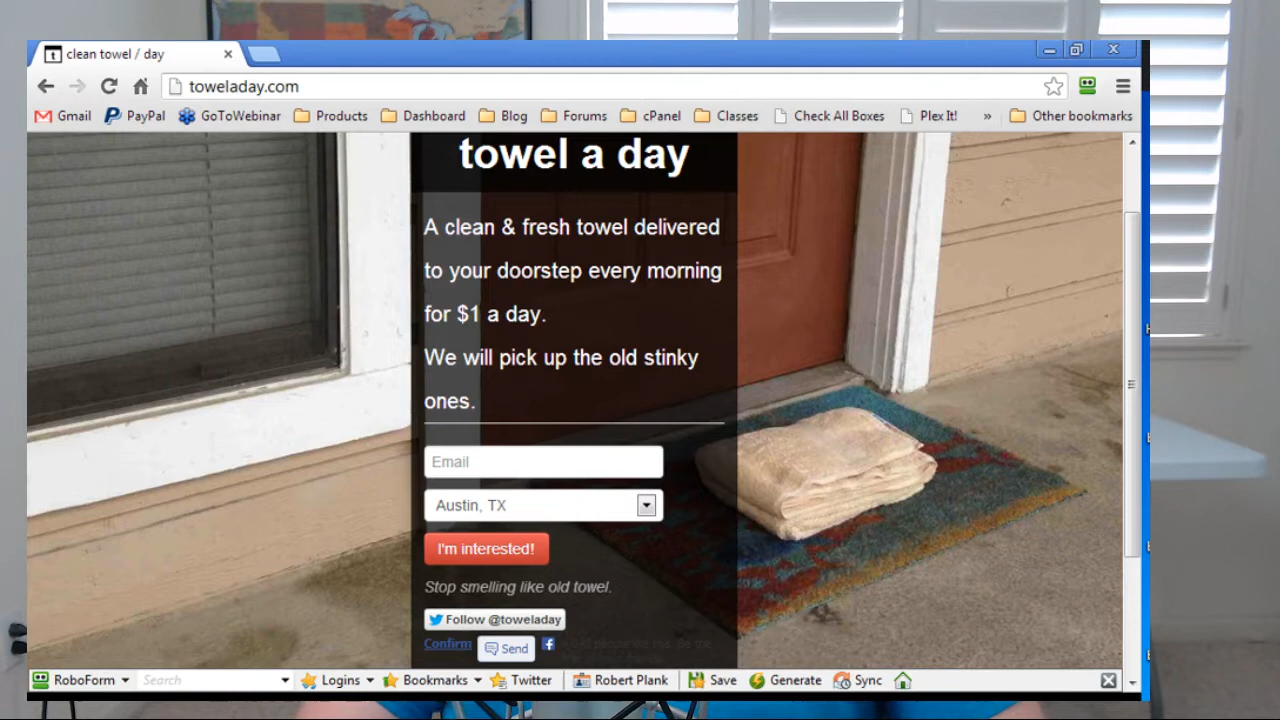 clean towel / day
toweladay.com
Gmail PayPal GoToWebinar Products Dashboard Blog Forums cPanel Classes Check All Boxes Plex It! » Other bookmarks
towel a day
A clean & fresh towel delivered
to your doorstep every morning
for $1 a day.
We will pick up the old stinky
ones.
Email
Austin, TX
I'm interested!
Stop smelling like old towel.
Follow @toweladay
Confirm Send
RoboForm Search Logins Bookmarks Twitter Robert Plank Save Generate Sync